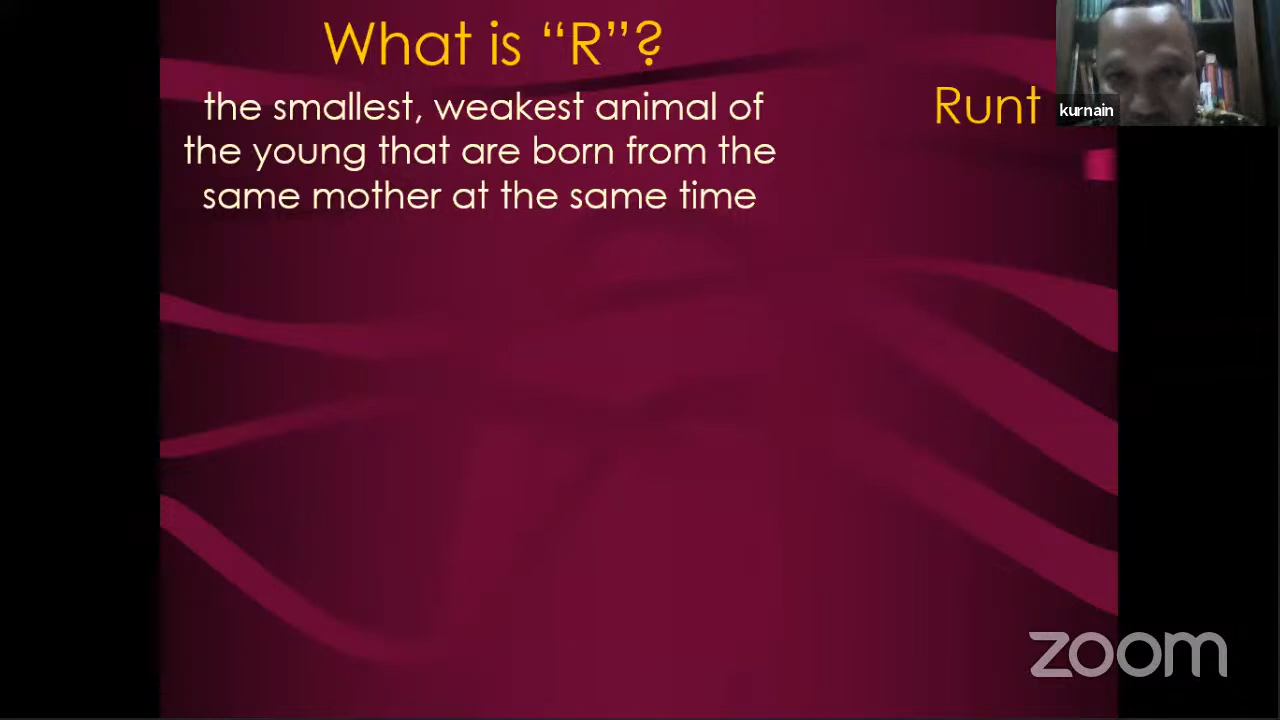 What is “R”?
the smallest, weakest animal of
the young that are born from the
same mother at the same time
Runt
kurnain
zoom